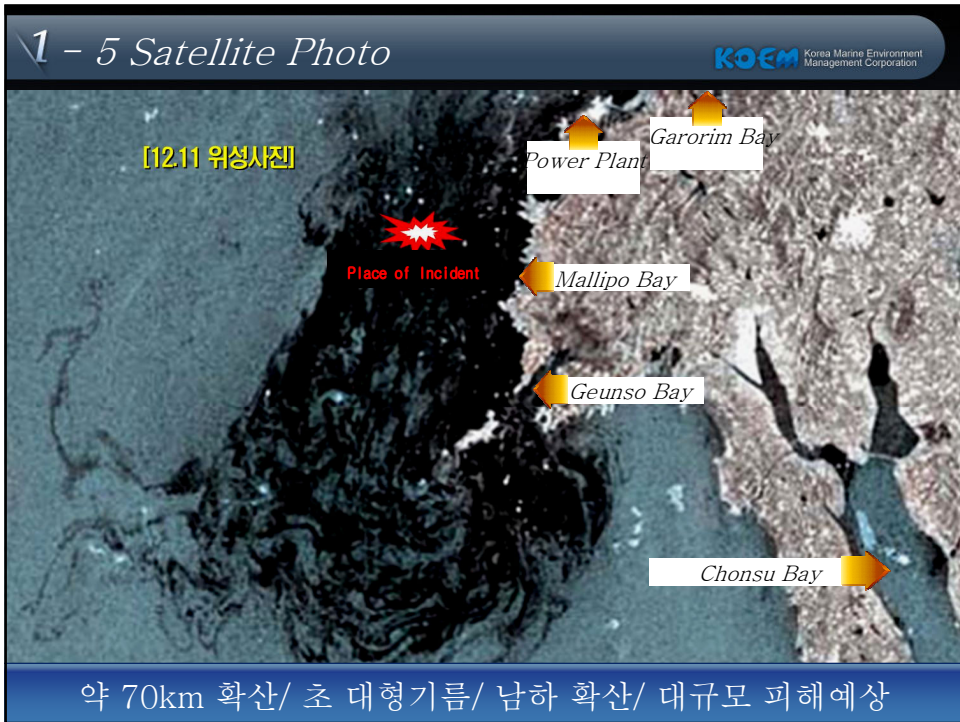 1 - 5 Satellite Photo
KOEM Korea Marine Environment
Management Corporation
[12.11 위성사진]
Garorim Bay
Power Plant
Place of Incident
Mallipo Bay
Geunso Bay
Chonsu Bay
약 70km 확산/ 초 대형기름/ 남하 확산/ 대규모 피해예상